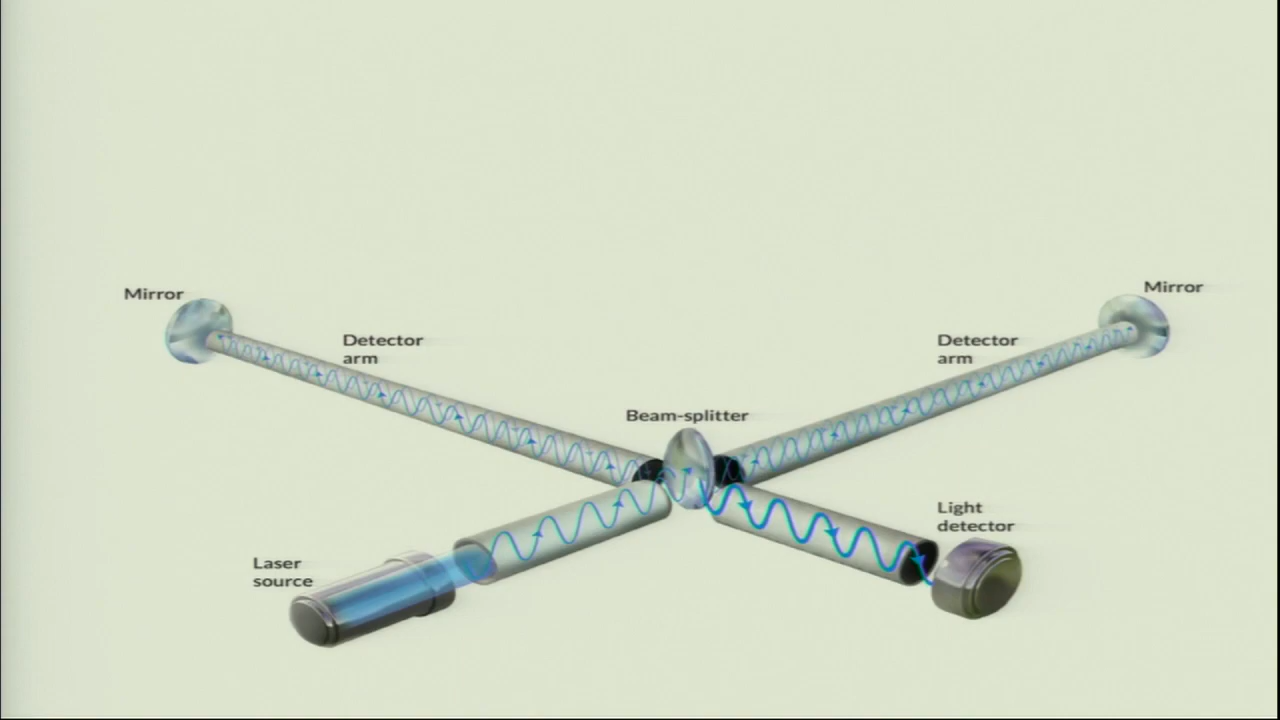 Mirror
Mirror
Detector
arm
Detector
arm
Beam-splitter
Light
detector
Laser
source